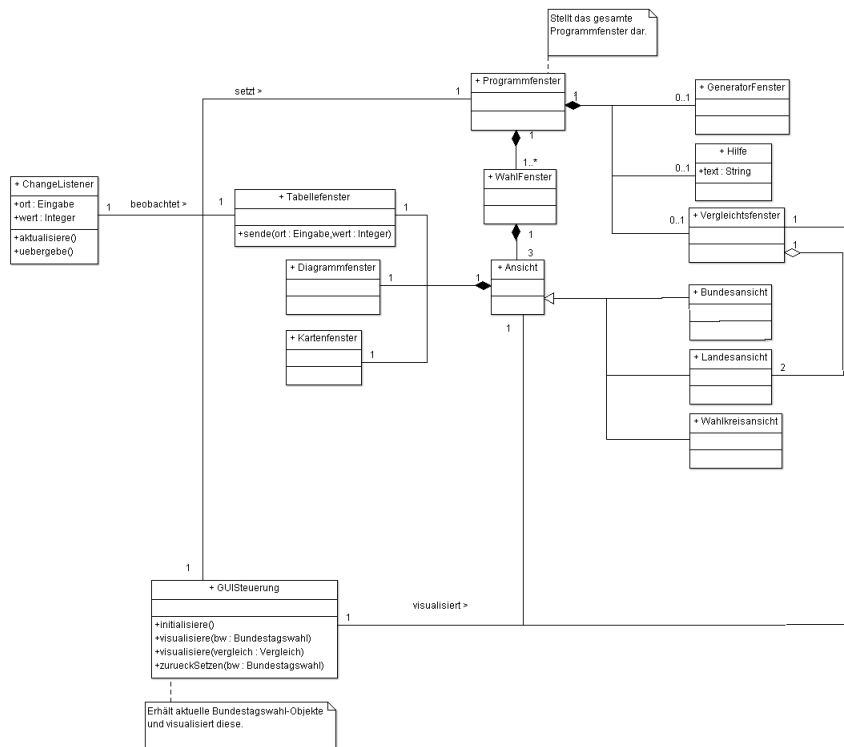 Stellt das gesamte
Programmfenster dar.
+ Programmfenster
setzt >
1
1
1
1
1
0..1
+ GeneratorFenster
+ Hilfe
+text : String
0..1
1..*
+ WahlFenster
1
0..1
+ Vergleichtsfenster
1
1
+ ChangeListener
+ort : Eingabe
+wert : Integer
+aktualisiere()
+uebergebe()
1
beobachtet >
1
+ Tabellefenster
+sende(ort : Eingabe,wert : Integer)
1
3
+ Diagrammfenster
1
1
+ Ansicht
1
+ Bundesansicht
+ Kartenfenster
1
+ Landesansicht
2
+ Wahlkreisansicht
1
+ GUISteuerung
+initialisiere()
+visualisiere(bw : Bundestagswahl)
+visualisiere(vergleich : Vergleich)
+zurueckSetzen(bw : Bundestagswahl)
1
visualisiert >
Erhält aktuelle Bundestagswahl-Objekte
und visualisiert diese.